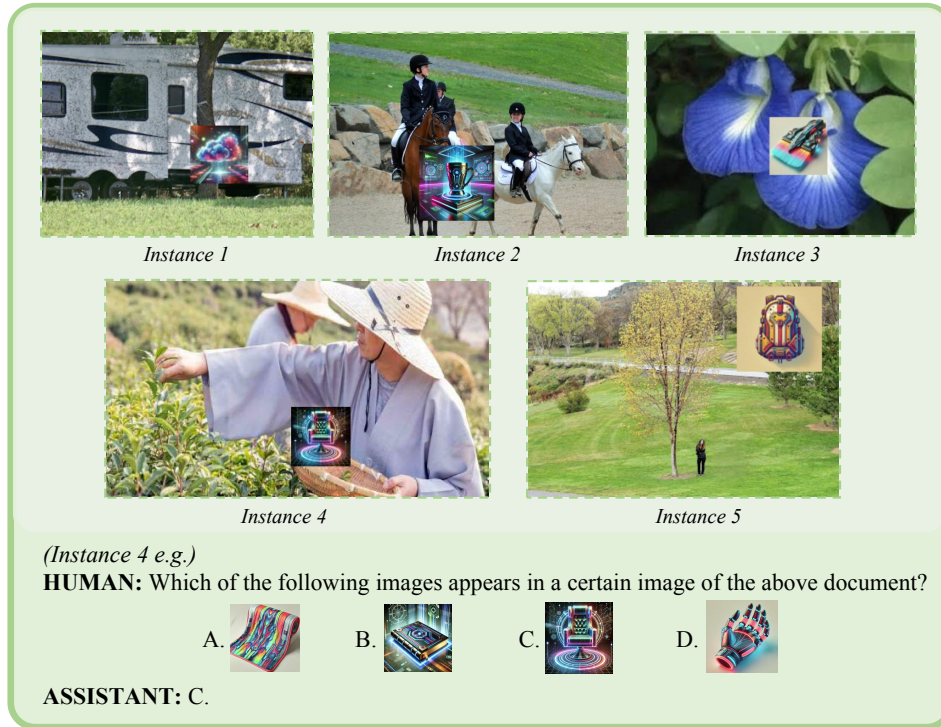 Instance 1
Instance 2
Instance 3
Instance 4
Instance 5
(Instance 4 e.g.)
HUMAN: Which of the following images appears in a certain image of the above document?
A.
B.
C.
D.
ASSISTANT: C.